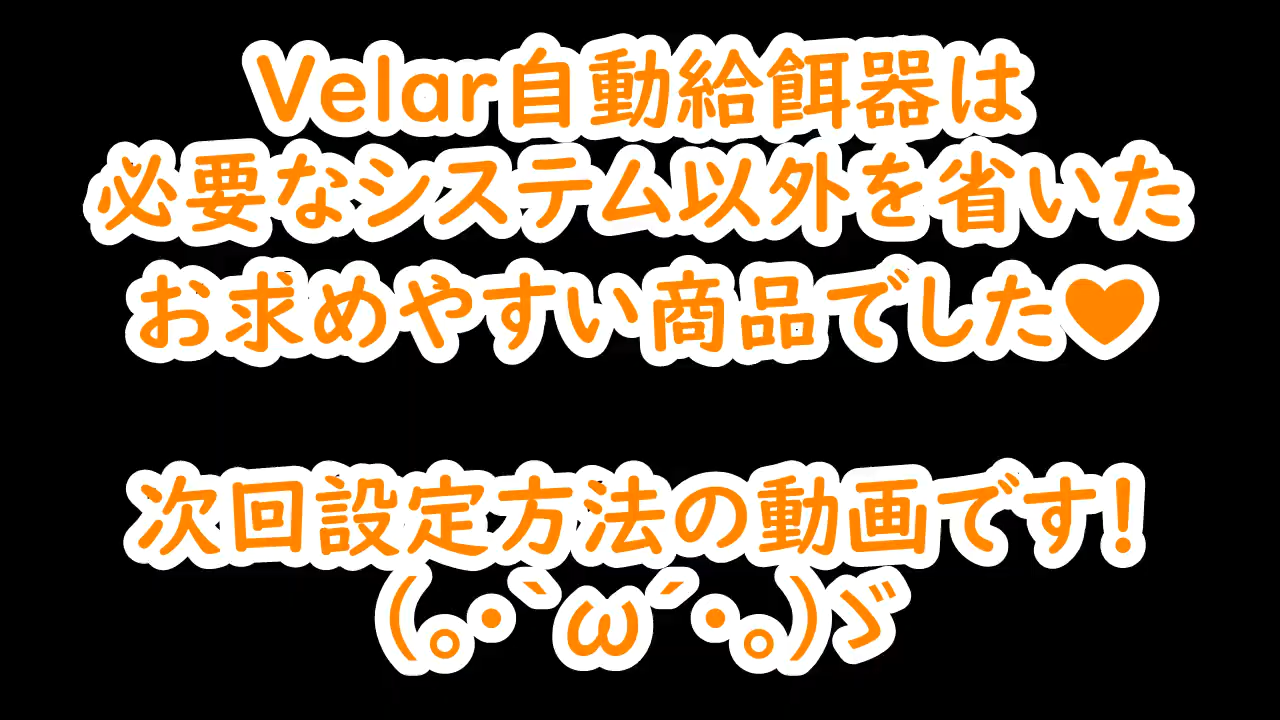 Velar自動給餌器は
必要なシステム以外を省いた
お求めやすい商品でした♥
次回設定方法の動画です!
(｡•`ω´•｡)ゞ